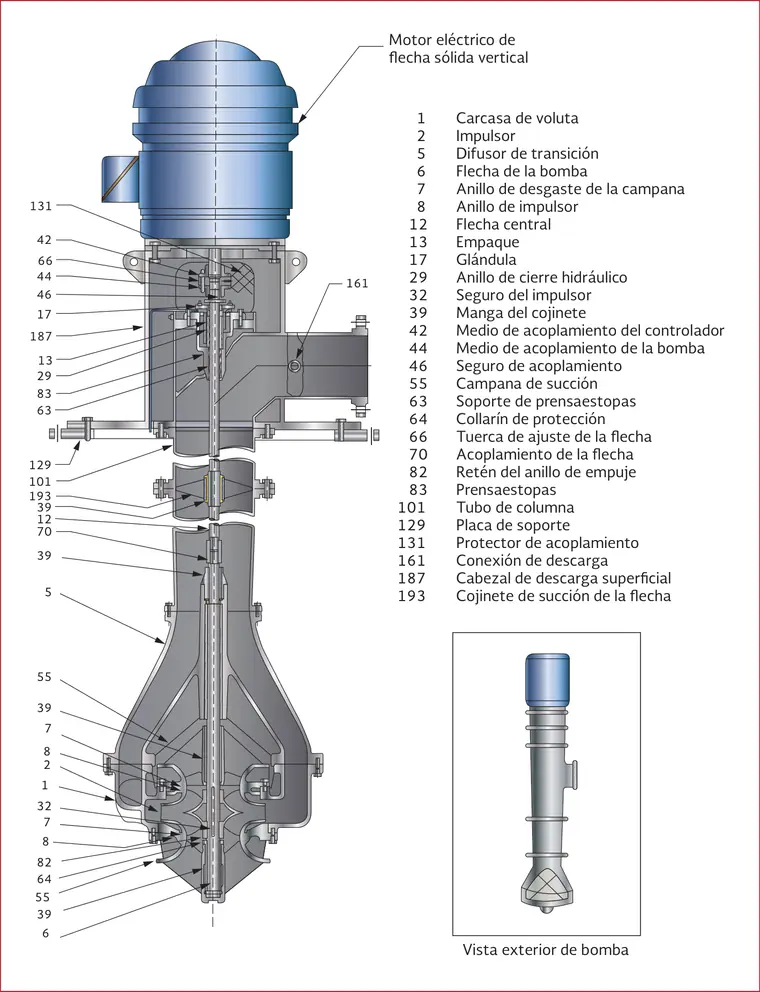 Motor eléctrico de
flecha sólida vertical
1 Carcasa de voluta
2 Impulsor
5 Difusor de transición
6 Flecha de la bomba
7 Anillo de desgaste de la campana
8 Anillo de impulsor
12 Flecha central
13 Empaque
17 Glándula
29 Anillo de cierre hidráulico
32 Seguro del impulsor
39 Manga del cojinete
42 Medio de acoplamiento del controlador
44 Medio de acoplamiento de la bomba
46 Seguro de acoplamiento
55 Campana de succión
63 Soporte de prensaestopas
64 Collarín de protección
66 Tuerca de ajuste de la flecha
70 Acoplamiento de la flecha
82 Retén del anillo de empuje
83 Prensaestopas
101 Tubo de columna
129 Placa de soporte
131 Protector de acoplamiento
161 Conexión de descarga
187 Cabezal de descarga superficial
193 Cojinete de succión de la flecha
131
42
66
44
46
17
187
13
29
83
63
161
129
101
193
39
12
70
39
5
55
39
7
8
2
1
32
7
8
82
64
55
39
6
Vista exterior de bomba